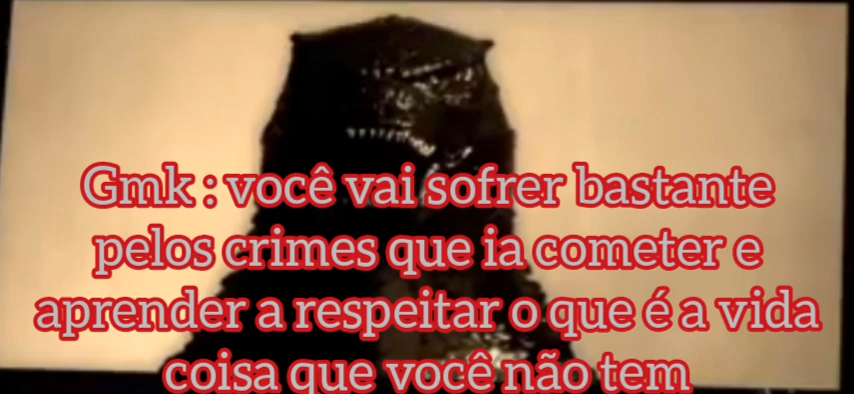 Gmk : você vai sofrer bastante
pelos crimes que ia cometer e
aprender a respeitar o que é a vida
coisa que você não tem